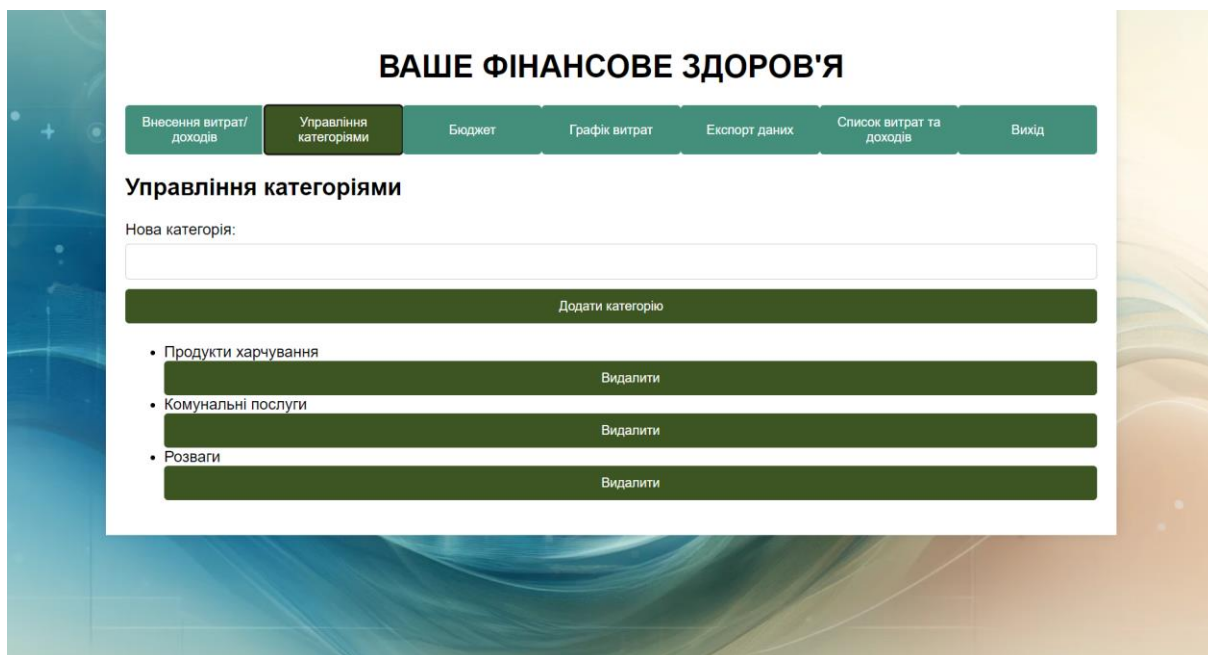 ВАШЕ ФІНАНСОВЕ ЗДОРОВ'Я
Внесення витрат/
доходів
Управління
категоріями
Бюджет
Графік витрат
Експорт даних
Список витрат та
доходів
Вихід
Управління категоріями
Нова категорія:
Додати категорію
Продукти харчування
Видалити
Комунальні послуги
Видалити
Розваги
Видалити